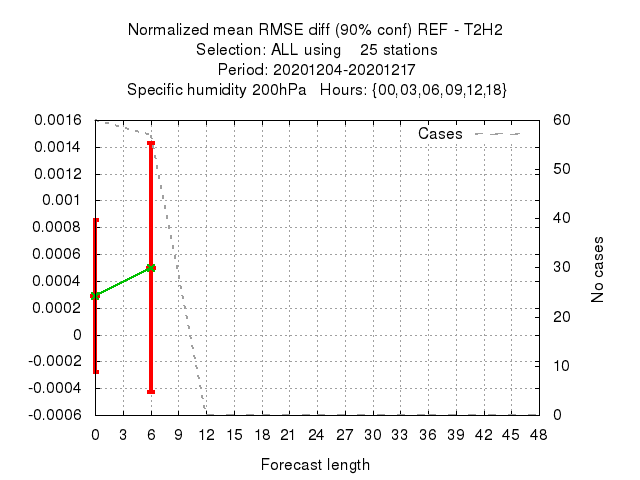 Normalized mean RMSE diff (90% conf) REF - T2H2
Selection: ALL using 25 stations
Period: 20201204-20201217
Specific humidity 200hPa Hours: {00,03,06,09,12,18}
Cases
0.0016
0.0014
0.0012
0.001
0.0008
0.0006
0.0004
0.0002
0
-0.0002
-0.0004
-0.0006
60
50
40
30
20
10
0
No cases
0 3 6 9 12 15 18 21 24 27 30 33 36 39 42 45 48
Forecast length